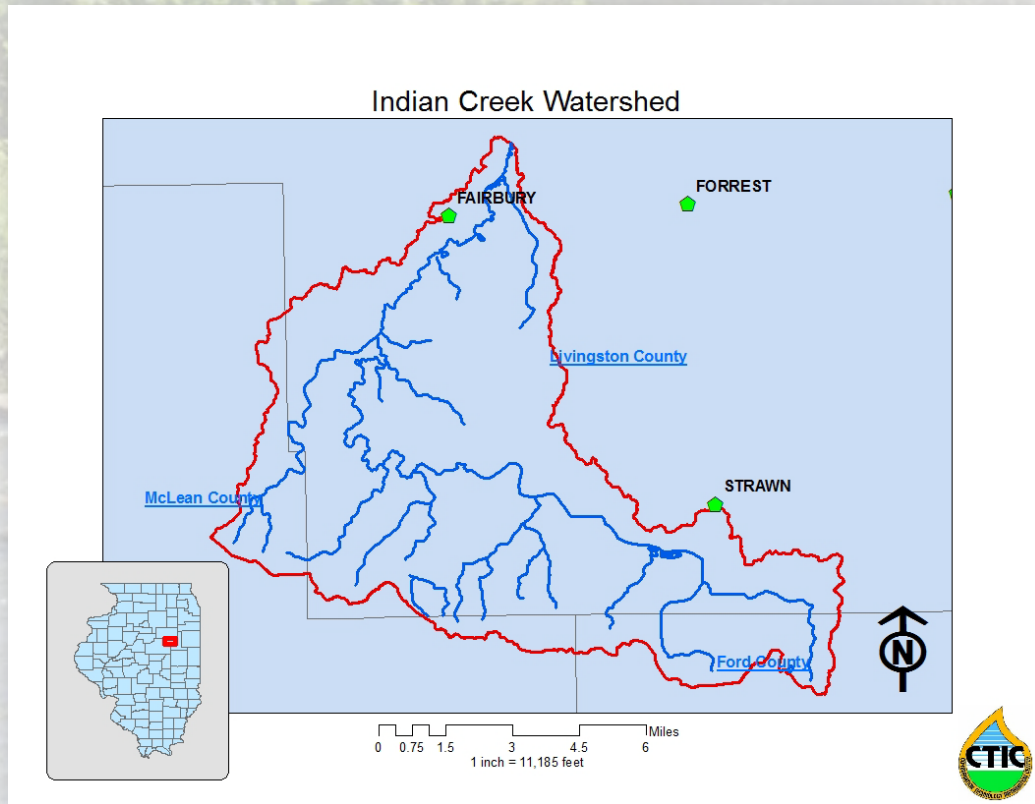 Indian Creek Watershed
FAIRBURY
FORREST
Livingston County
McLean County
STRAWN
Ford County
N
0 0.75 1.5 3 4.5 6 Miles
1 inch = 11,185 feet
CTIC